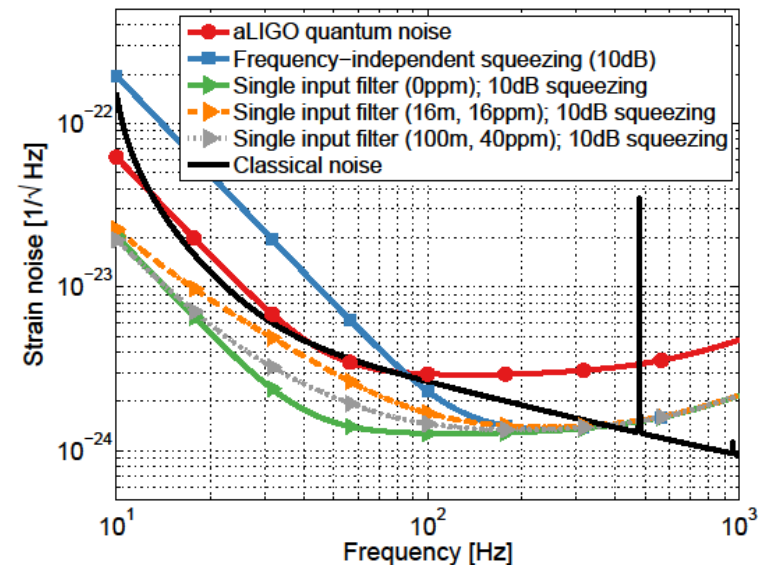 aLIGO quantum noise
Frequency−independent squeezing (10dB)
Single input filter (0ppm); 10dB squeezing
Single input filter (16m, 16ppm); 10dB squeezing
Single input filter (100m, 40ppm); 10dB squeezing
Classical noise
10⁻²²
10⁻²³
10⁻²⁴
Strain noise [1/√ Hz]
10¹ 10² 10³
Frequency [Hz]